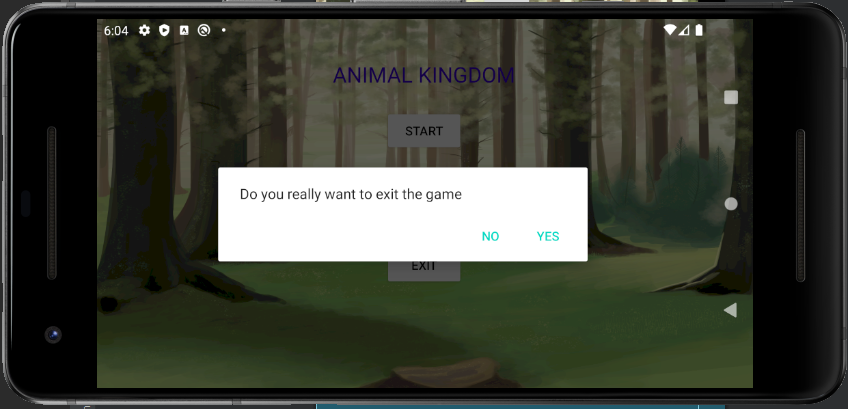 6:04
ANIMAL KINGDOM
START
Do you really want to exit the game
NO YES
EXIT